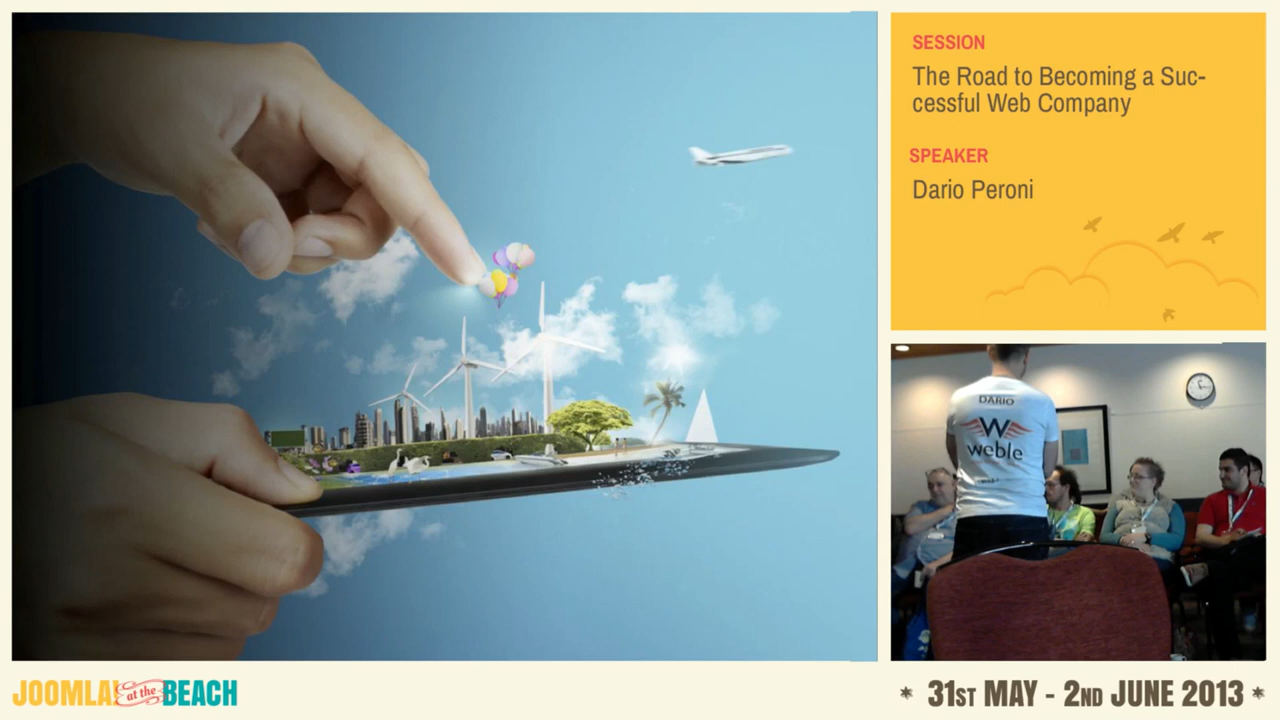 SESSION
The Road to Becoming a Suc-
cessful Web Company
SPEAKER
Dario Peroni
DARIO
W
weble
JOOMLA! at the BEACH
* 31ST MAY - 2ND JUNE 2013 *